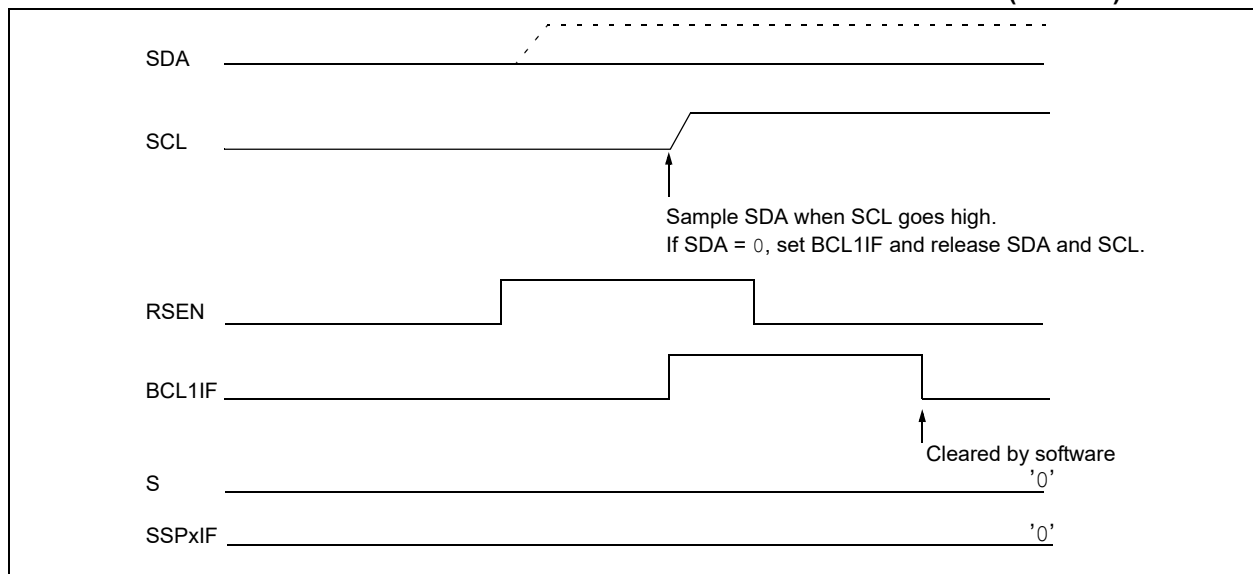 SDA
SCL
Sample SDA when SCL goes high.
If SDA = 0, set BCL1IF and release SDA and SCL.
RSEN
BCL1IF
Cleared by software
S
'0'
SSPxIF
'0'